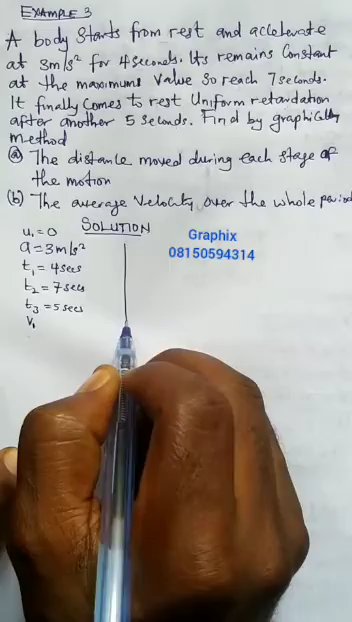 EXAMPLE 3
A body starts from rest and accelerate
at 3m/s² for 4seconds. Its remains constant
at the maximums value so reach 7seconds.
It finally comes to rest Uniform retardation
after another 5 seconds. Find by graphically
method
(a) The distance moved during each stage of
the motion
(b) The average velocity over the whole period
SOLUTION
u₁ = 0
a = 3m/s²
t₁ = 4secs
t₂ = 7secs
t₃ = 5secs
V₁
Graphix
08150594314